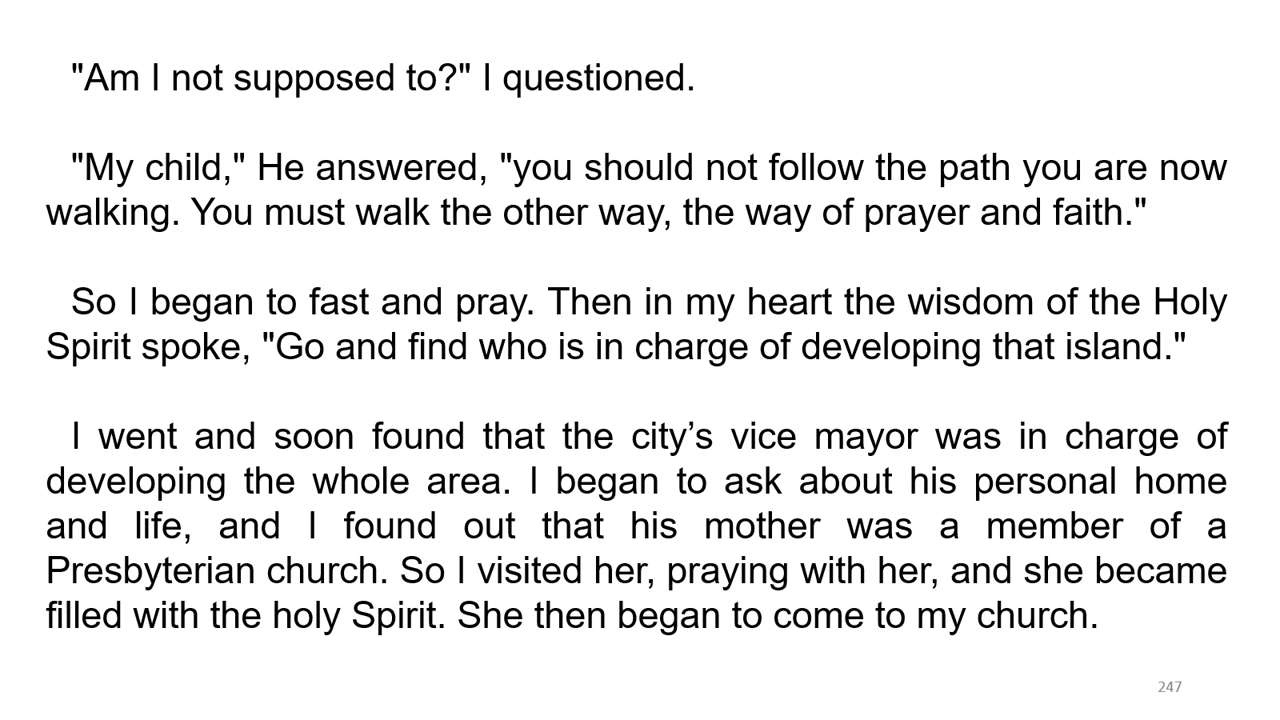 "Am I not supposed to?" I questioned.
"My child," He answered, "you should not follow the path you are now
walking. You must walk the other way, the way of prayer and faith."
So I began to fast and pray. Then in my heart the wisdom of the Holy
Spirit spoke, "Go and find who is in charge of developing that island."
I went and soon found that the city’s vice mayor was in charge of
developing the whole area. I began to ask about his personal home
and life, and I found out that his mother was a member of a
Presbyterian church. So I visited her, praying with her, and she became
filled with the holy Spirit. She then began to come to my church.
247